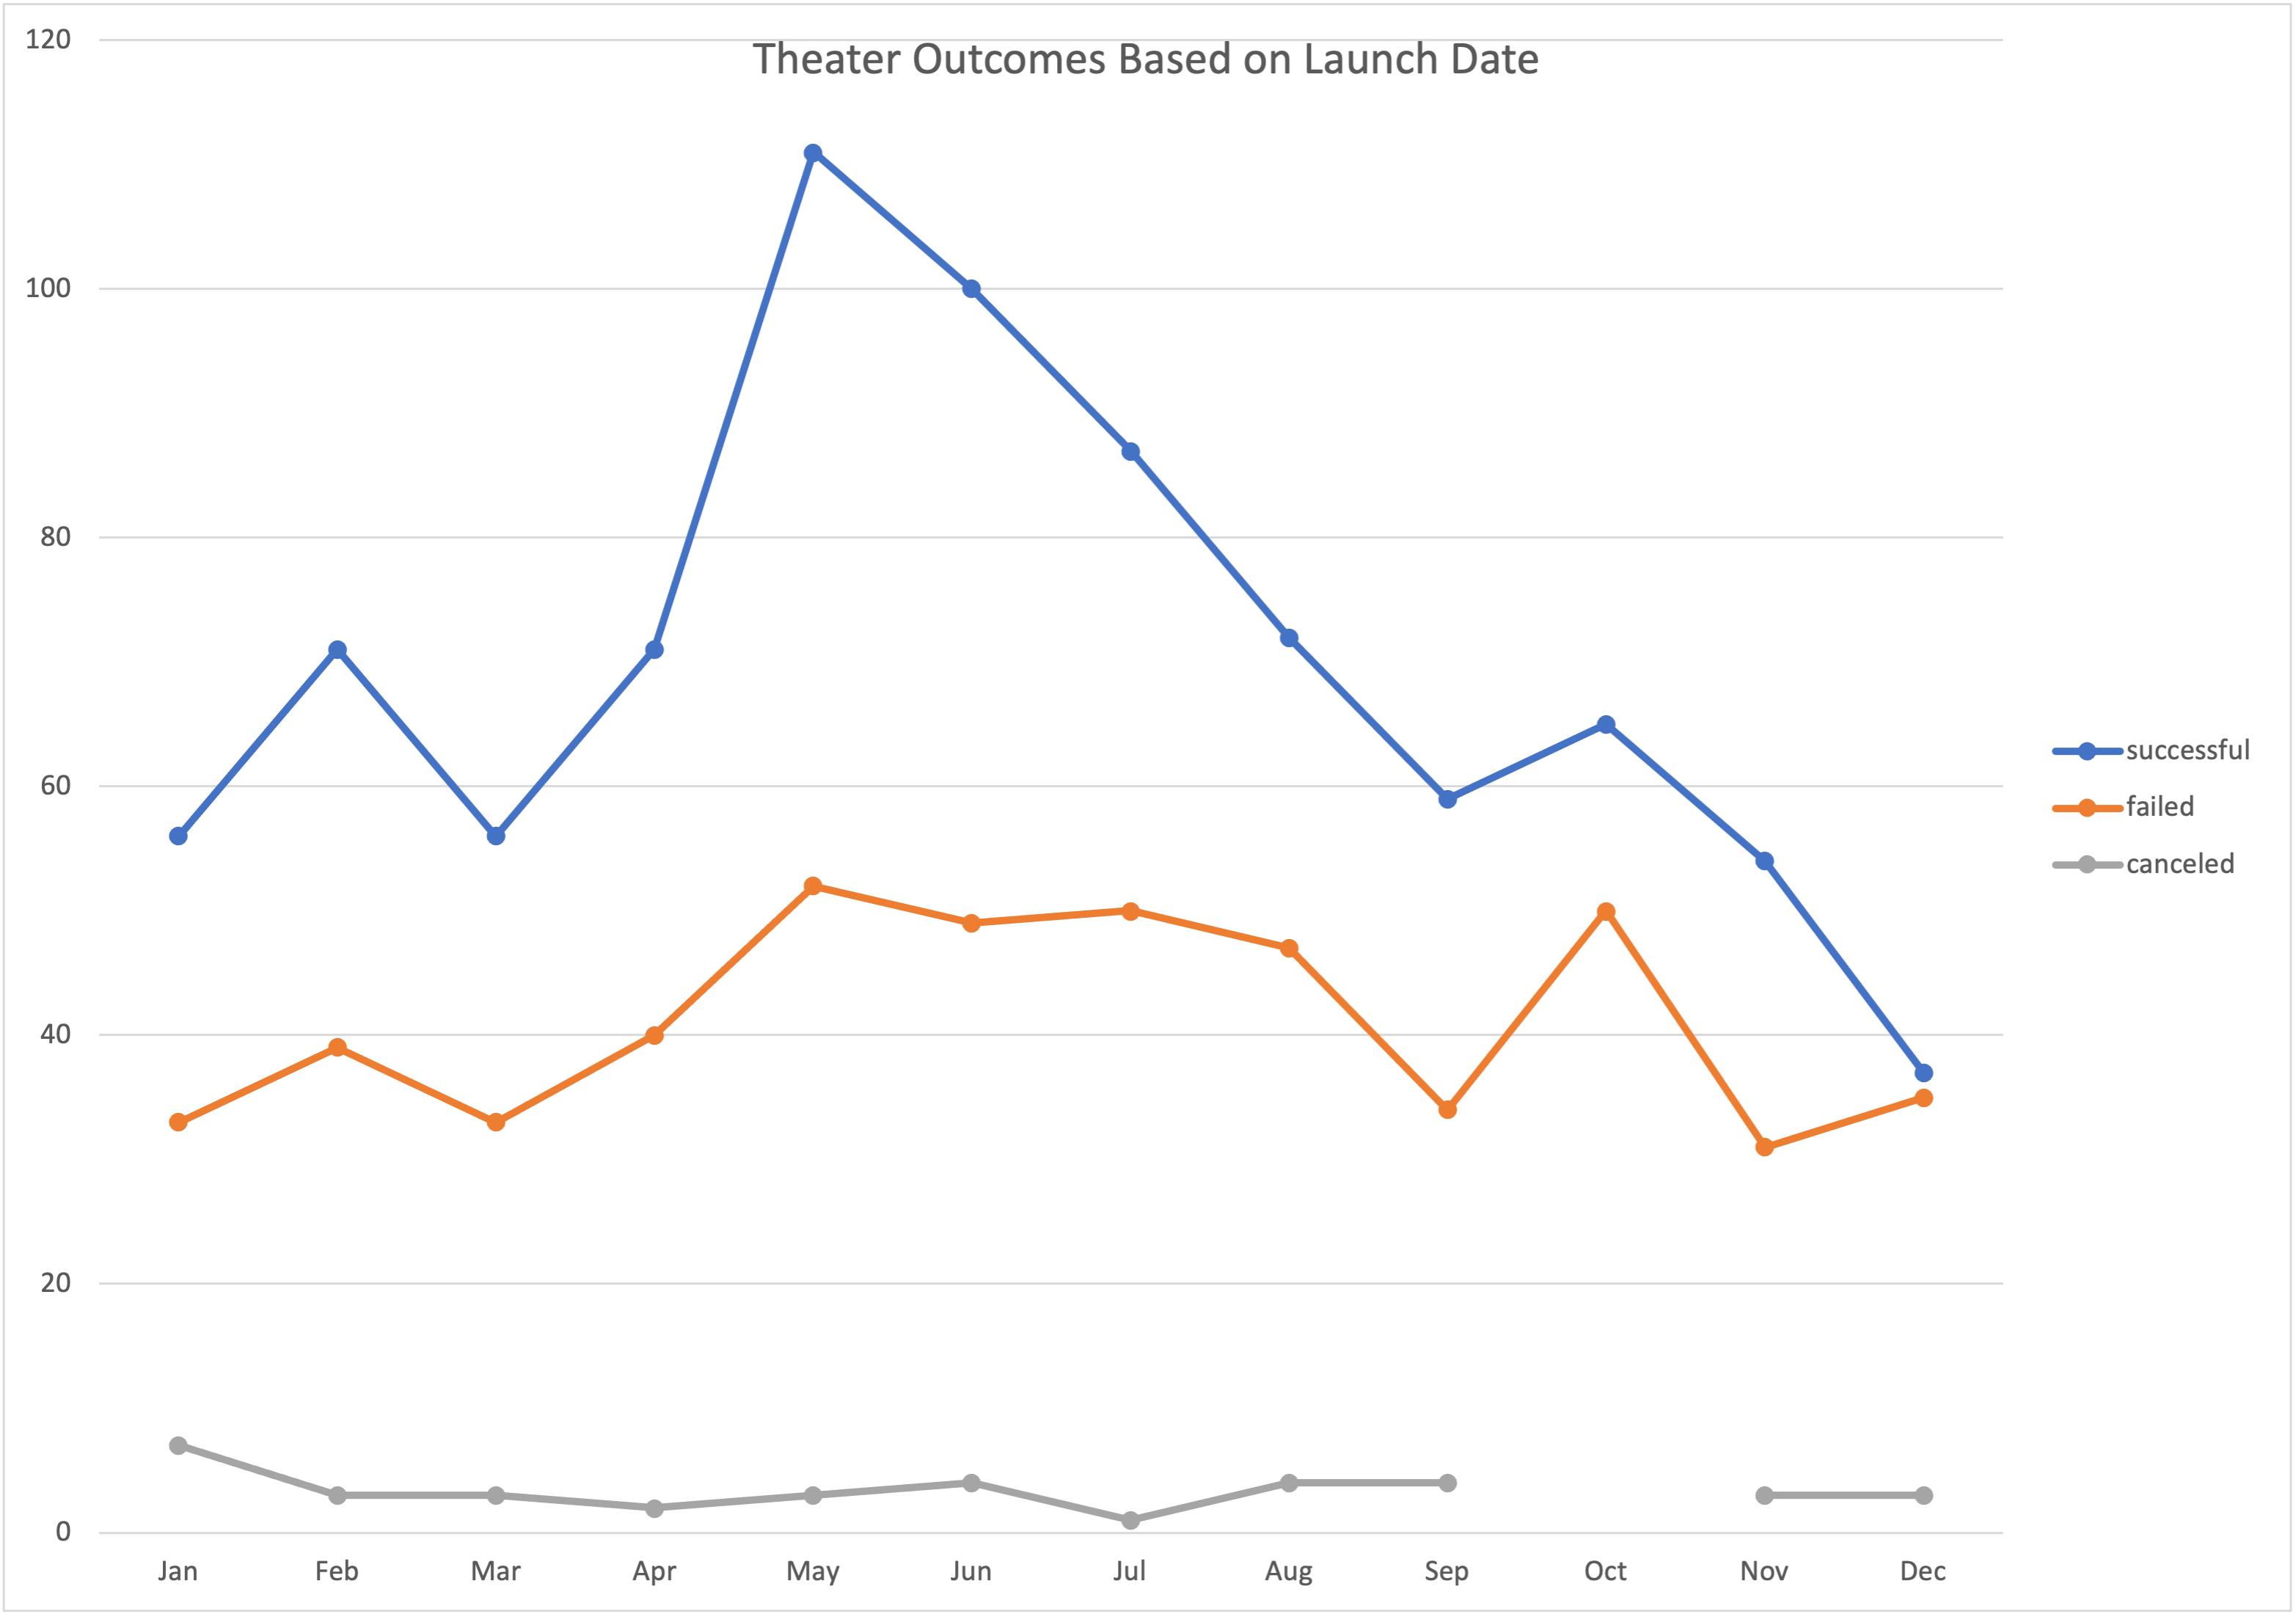 Theater Outcomes Based on Launch Date
120
100
80
60
40
20
0
Jan Feb Mar Apr May Jun Jul Aug Sep Oct Nov Dec
successful
failed
canceled